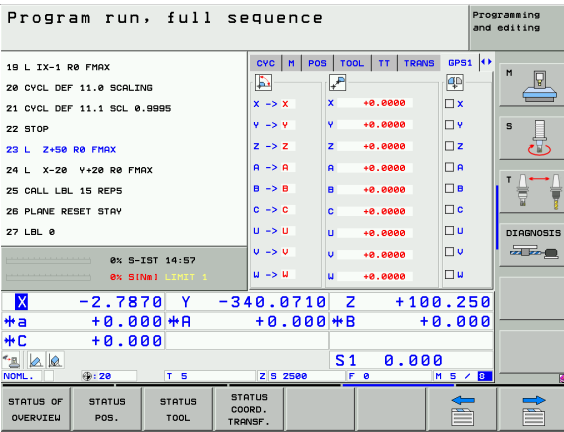 Program run, full sequence
Programming
and editing
19 L IX-1 R0 FMAX
20 CYCL DEF 11.0 SCALING
21 CYCL DEF 11.1 SCL 0.9995
22 STOP
23 L Z+50 R0 FMAX
24 L X-20 Y+20 R0 FMAX
25 CALL LBL 15 REP5
26 PLANE RESET STAY
27 LBL 0
0% S-IST 14:57
0% S[Nm] LIMIT 1
CYC M POS TOOL TT TRANS GPS1
X -> X X +0.0000 X
Y -> Y Y +0.0000 Y
Z -> Z Z +0.0000 Z
A -> A A +0.0000 A
B -> B B +0.0000 B
C -> C C +0.0000 C
U -> U U +0.0000 U
V -> V V +0.0000 V
W -> W W +0.0000 W
M
S
T
DIAGNOSIS
X -2.7870 Y -340.0710 Z +100.250
a +0.000 A +0.000 B +0.000
C +0.000
S1 0.000
NOML. : 20 T 5 Z S 2500 F 0 M 5 / 8
STATUS OF
OVERVIEW
STATUS
POS.
STATUS
TOOL
STATUS
COORD.
TRANSF.